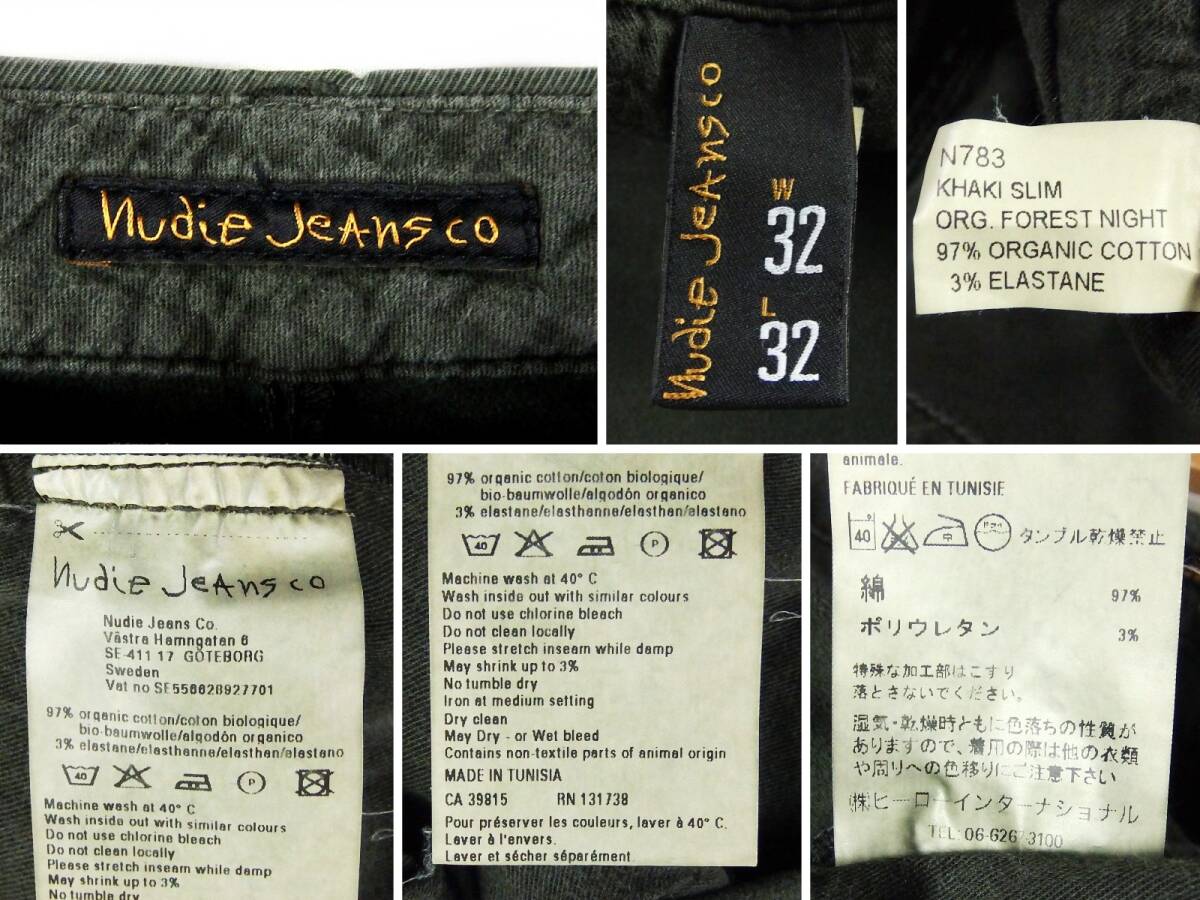 Nudie Jeans co
Nudie Jeans co
W
32
L
32
N783
KHAKI SLIM
ORG. FOREST NIGHT
97% ORGANIC COTTON
3% ELASTANE
Nudie Jeans co
Nudie Jeans Co.
Västra Hamngatan 6
SE-411 17 GÖTEBORG
Sweden
Vat no SE556628927701
97% organic cotton/coton biologique/
bio-baumwolle/algodón organico
3% elastane/elasthanne/elasthan/elastano
40
P
Machine wash at 40° C
Wash inside out with similar colours
Do not use chlorine bleach
Do not clean locally
Please stretch inseam while damp
May shrink up to 3%
No tumble dry
97% organic cotton/coton biologique/
bio-baumwolle/algodón organico
3% elastane/elasthanne/elasthan/elastano
40
P
Machine wash at 40° C
Wash inside out with similar colours
Do not use chlorine bleach
Do not clean locally
Please stretch inseam while damp
May shrink up to 3%
No tumble dry
Iron at medium setting
Dry clean
May Dry - or Wet bleed
Contains non-textile parts of animal origin
MADE IN TUNISIA
CA 39815 RN 131738
Pour préserver les couleurs, laver à 40° C.
Laver à l'envers.
Laver et sécher séparément.
animale.
FABRIQUÉ EN TUNISIE
40 タンブル乾燥禁止
綿 97%
ポリウレタン 3%
特殊な加工部はこすり
落とさないでください。
湿気・乾燥時ともに色落ちの性質が
ありますので、着用の際は他の衣類
や周りへの色移りにご注意下さい
(株)ヒーローインターナショナル
TEL: 06-6267-3100